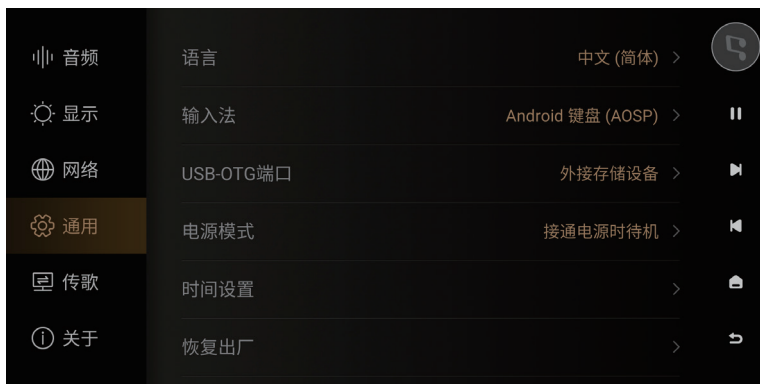 音频
显示
网络
通用
传歌
关于
语言 中文 (简体)
输入法 Android 键盘 (AOSP)
USB-OTG端口 外接存储设备
电源模式 接通电源时待机
时间设置
恢复出厂